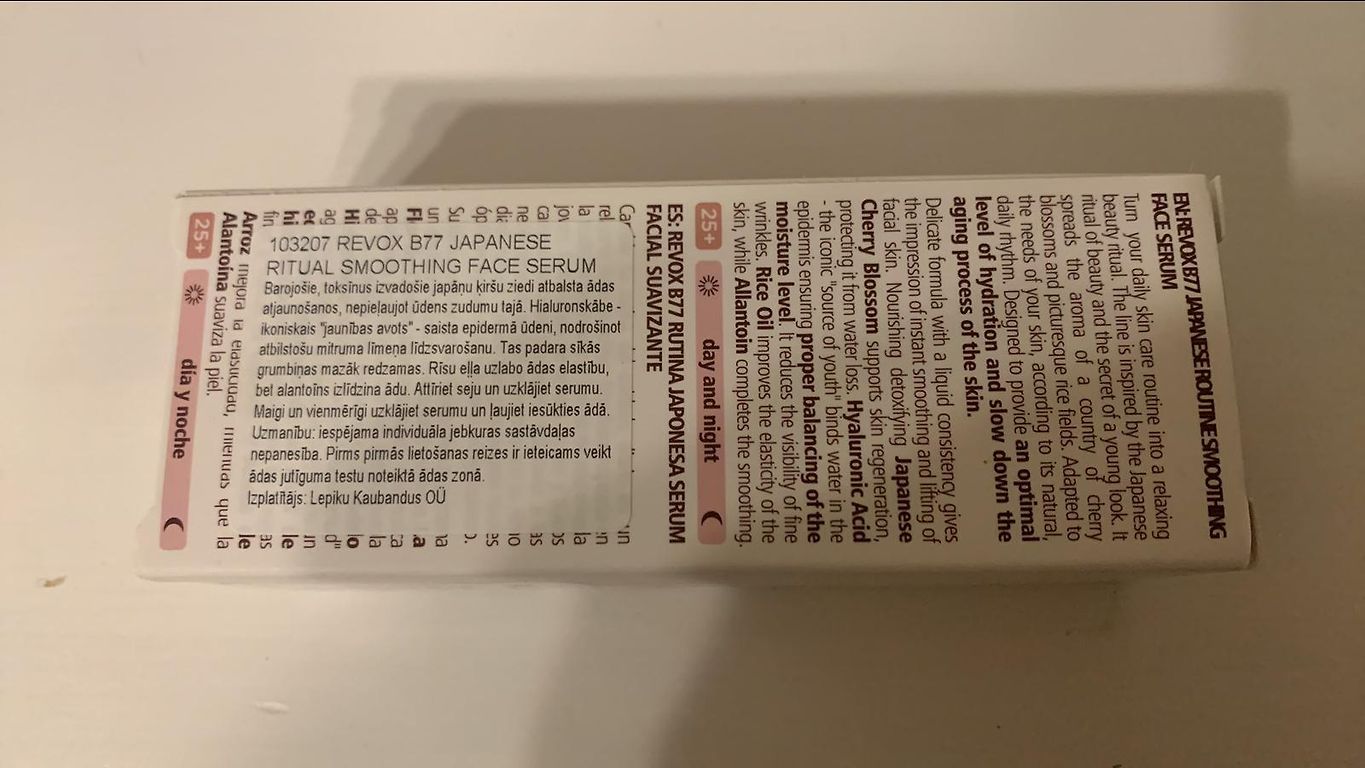 EN: REVOX B77 JAPANESE ROUTINE SMOOTHING
FACE SERUM
Turn your daily skin care routine into a relaxing
beauty ritual. The line is inspired by the Japanese
ritual of beauty and the secret of a young look. It
spreads the aroma of a country of cherry
blossoms and picturesque rice fields. Adapted to
the needs of your skin, according to its natural,
daily rhythm. Designed to provide an optimal
level of hydration and slow down the
aging process of the skin.
Delicate formula with a liquid consistency gives
the impression of instant smoothing and lifting of
facial skin. Nourishing detoxifying Japanese
Cherry Blossom supports skin regeneration,
protecting it from water loss. Hyaluronic Acid
- the iconic "source of youth" binds water in the
epidermis ensuring proper balancing of the
moisture level. It reduces the visibility of fine
wrinkles. Rice Oil improves the elasticity of the
skin, while Allantoin completes the smoothing.
25+ day and night
ES: REVOX B77 RUTINA JAPONESA SERUM
FACIAL SUAVIZANTE
103207 REVOX B77 JAPANESE
RITUAL SMOOTHING FACE SERUM
Barojošie, toksīnus izvadošie japāņu ķiršu ziedi atbalsta ādas
atjaunošanos, nepieļaujot ūdens zudumu tajā. Hialuronskābe -
ikoniskais "jaunības avots" - saista epidermā ūdeni, nodrošinot
atbilstošu mitruma līmeņa līdzsvarošanu. Tas padara sīkās
grumbiņas mazāk redzamas. Rīsu eļļa uzlabo ādas elastību,
bet alantoīns izlīdzina ādu. Attīriet seju un uzklājiet serumu.
Maigi un vienmērīgi uzklājiet serumu un ļaujiet iesūkties ādā.
Uzmanību: iespējama individuāla jebkuras sastāvdaļas
nepanesība. Pirms pirmās lietošanas reizes ir ieteicams veikt
ādas jutīguma testu noteiktā ādas zonā.
Izplatītājs: Lepiku Kaubandus OÜ
Arroz mejora la elasticidad, mientras que la
Alantoina suaviza la piel.
25+ día y noche